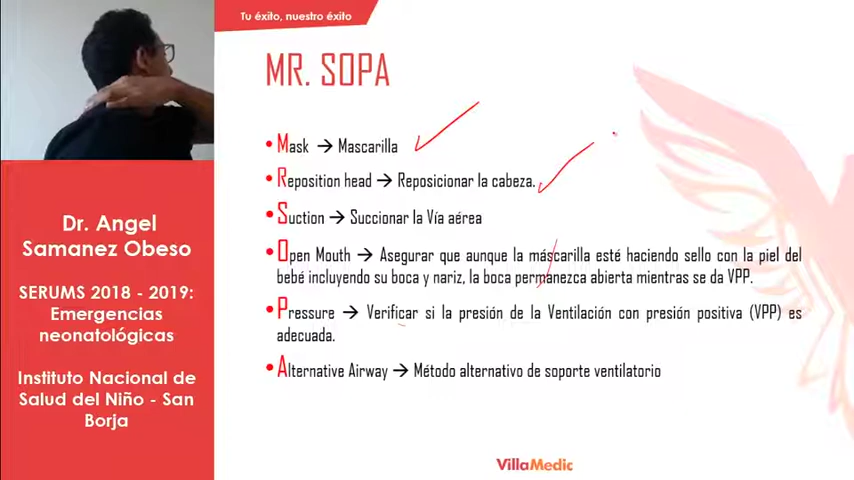 Tu éxito, nuestro éxito
MR. SOPA
• Mask → Mascarilla
• Reposition head → Reposicionar la cabeza.
• Suction → Succionar la Vía aérea
• Open Mouth → Asegurar que aunque la máscarilla esté haciendo sello con la piel del
bebé incluyendo su boca y nariz, la boca permanezca abierta mientras se da VPP.
• Pressure → Verificar si la presión de la Ventilación con presión positiva (VPP) es
adecuada.
• Alternative Airway → Método alternativo de soporte ventilatorio
Dr. Angel
Samanez Obeso
SERUMS 2018 - 2019:
Emergencias
neonatológicas
Instituto Nacional de
Salud del Niño - San
Borja
VillaMedic